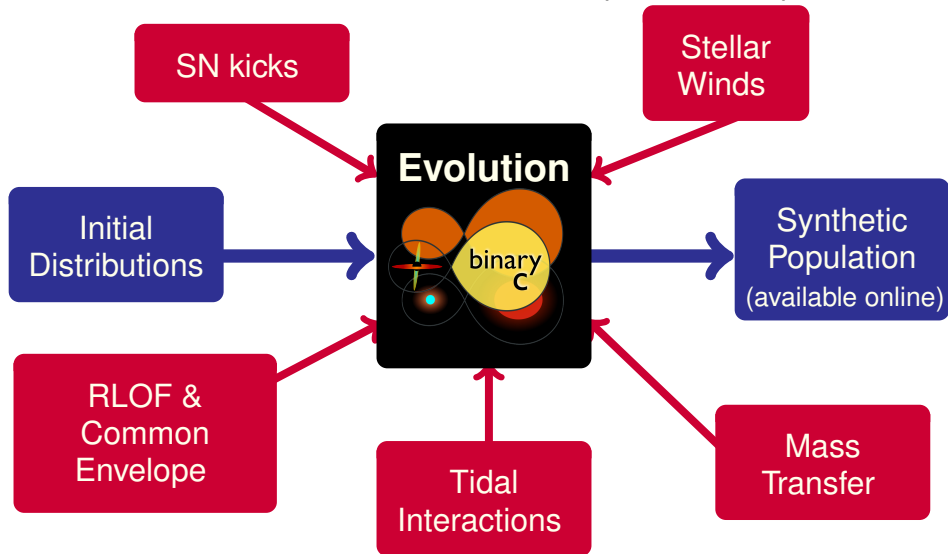 SN kicks
Stellar
Winds
Evolution
binary
c
Initial
Distributions
Synthetic
Population
(available online)
RLOF &
Common
Envelope
Tidal
Interactions
Mass
Transfer